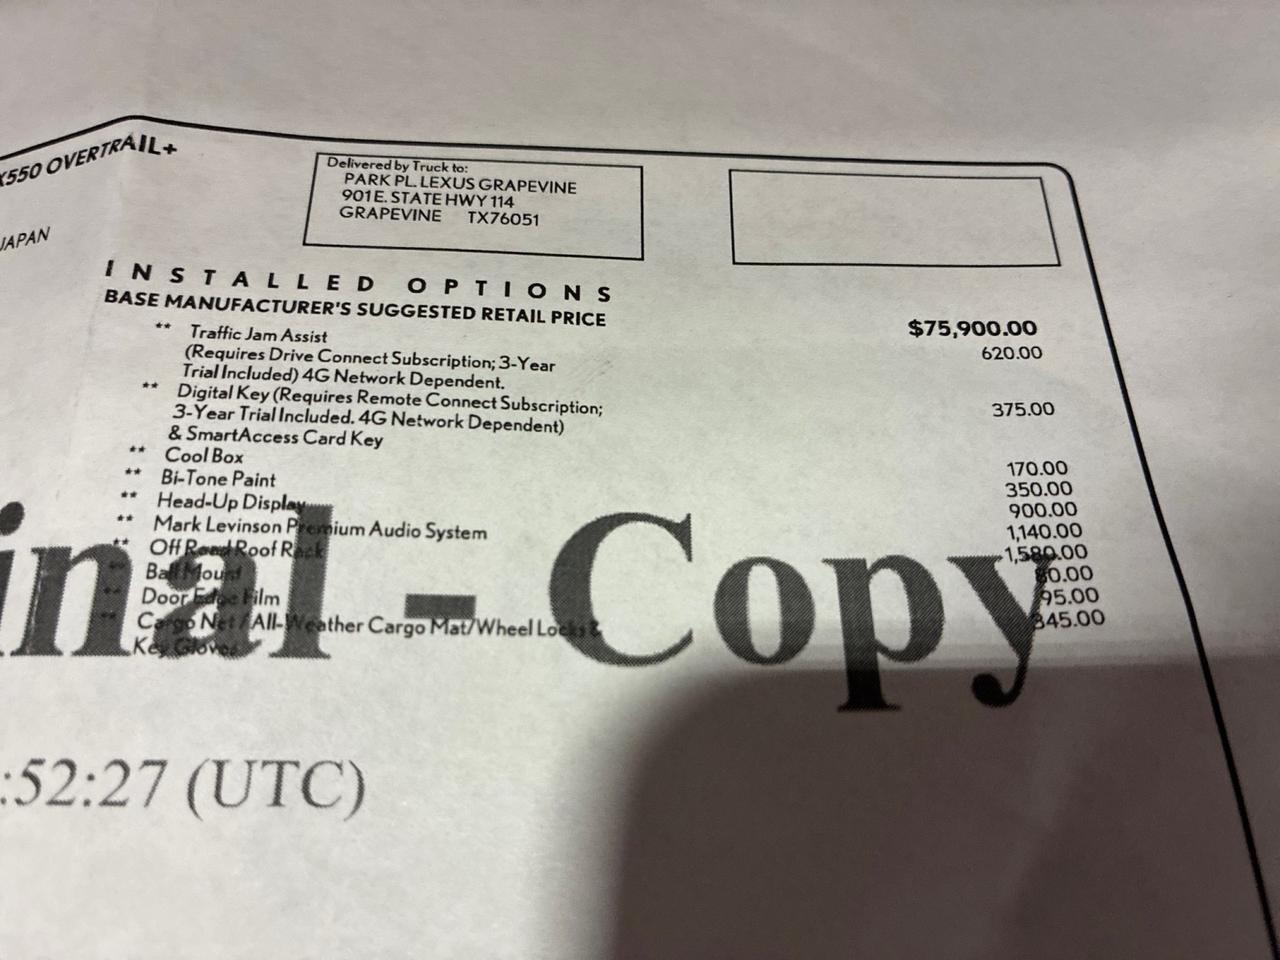 X550 OVERTRAIL+
JAPAN
Delivered by Truck to:
PARK PL. LEXUS GRAPEVINE
901 E. STATE HWY 114
GRAPEVINE TX76051
INSTALLED OPTIONS
BASE MANUFACTURER'S SUGGESTED RETAIL PRICE $75,900.00
** Traffic Jam Assist 620.00
(Requires Drive Connect Subscription; 3-Year
Trial Included) 4G Network Dependent.
** Digital Key (Requires Remote Connect Subscription; 375.00
3-Year Trial Included. 4G Network Dependent)
& SmartAccess Card Key
** Cool Box 170.00
** Bi-Tone Paint 350.00
** Head-Up Display 900.00
** Mark Levinson Premium Audio System 1,140.00
** Off Road Roof Rack 1,580.00
** Ball Mount
** Door Edge Film 95.00
** Cargo Net/All-Weather Cargo Mat/Wheel Locks & 345.00
Key Gloves
inal - Copy
:52:27 (UTC)